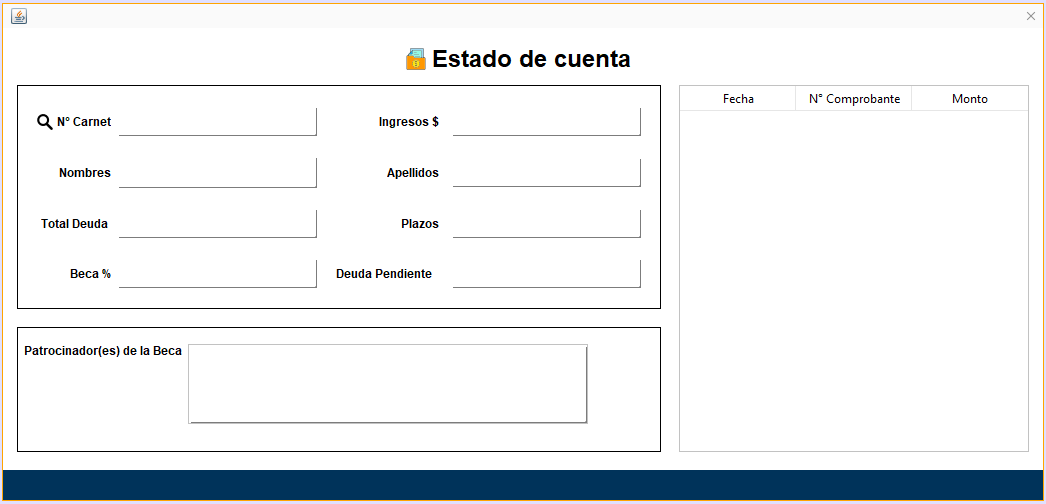 Estado de cuenta
N° Carnet
Ingresos $
Nombres
Apellidos
Total Deuda
Plazos
Beca %
Deuda Pendiente
Patrocinador(es) de la Beca
Fecha N° Comprobante Monto